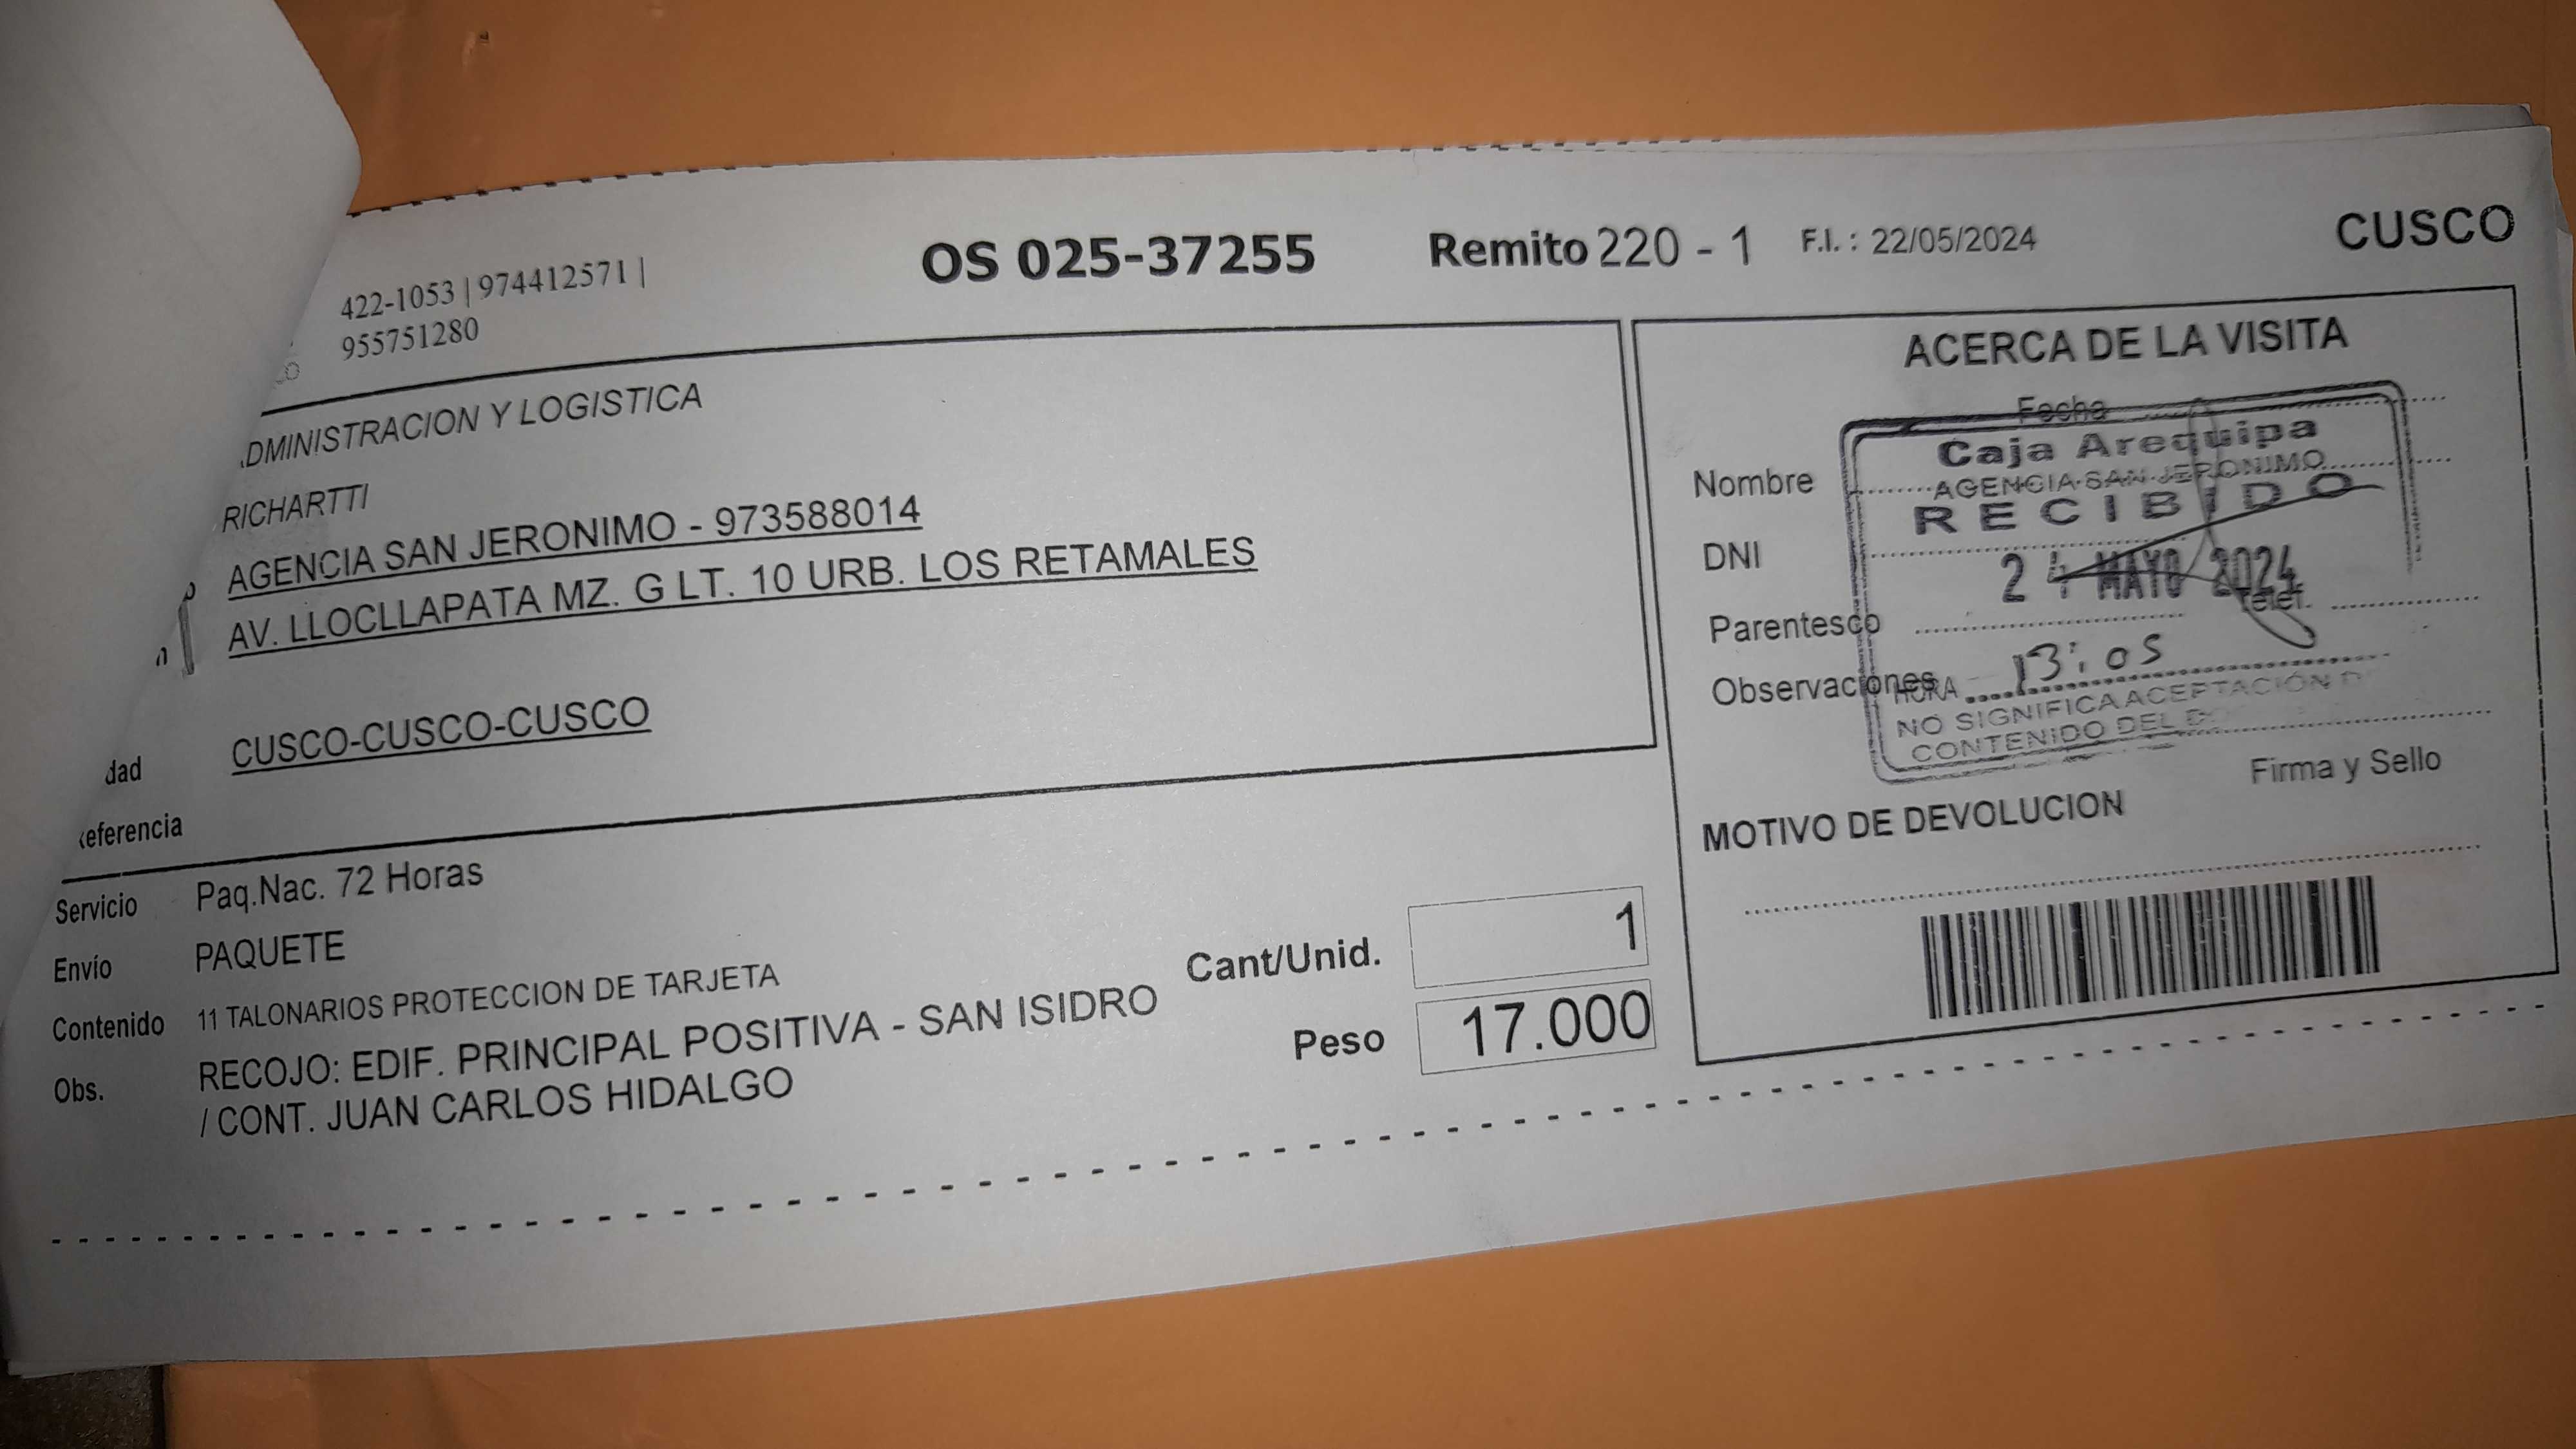 422-1053 | 974412571 |
955751280
OS 025-37255
Remito 220 - 1
F.I. : 22/05/2024
CUSCO
DMINISTRACION Y LOGISTICA
RICHARTTI
AGENCIA SAN JERONIMO - 973588014
AV. LLOCLLAPATA MZ. G LT. 10 URB. LOS RETAMALES
dad CUSCO-CUSCO-CUSCO
eferencia
Servicio Paq.Nac. 72 Horas
Envío PAQUETE
Contenido 11 TALONARIOS PROTECCION DE TARJETA
Obs. RECOJO: EDIF. PRINCIPAL POSITIVA - SAN ISIDRO
/ CONT. JUAN CARLOS HIDALGO
Cant/Unid. 1
Peso 17.000
ACERCA DE LA VISITA
Fecha
Nombre
DNI
Parentesco
Telef.
Observaciones
Caja Arequipa
AGENCIA SAN JERONIMO
RECIBIDO
24 MAYO 2024
HORA 13:05
NO SIGNIFICA ACEPTACIÓN D
CONTENIDO DEL
Firma y Sello
MOTIVO DE DEVOLUCION